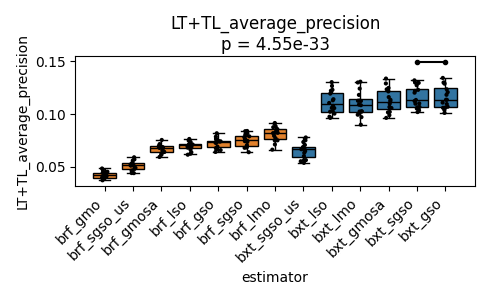 LT+TL_average_precision
p = 4.55e-33
LT+TL_average_precision
0.15
0.10
0.05
brf_gmo
brf_sgso_us
brf_gmosa
brf_lso
brf_gso
brf_sgso
brf_lmo
bxt_sgso_us
bxt_lso
bxt_lmo
bxt_gmosa
bxt_sgso
bxt_gso
estimator